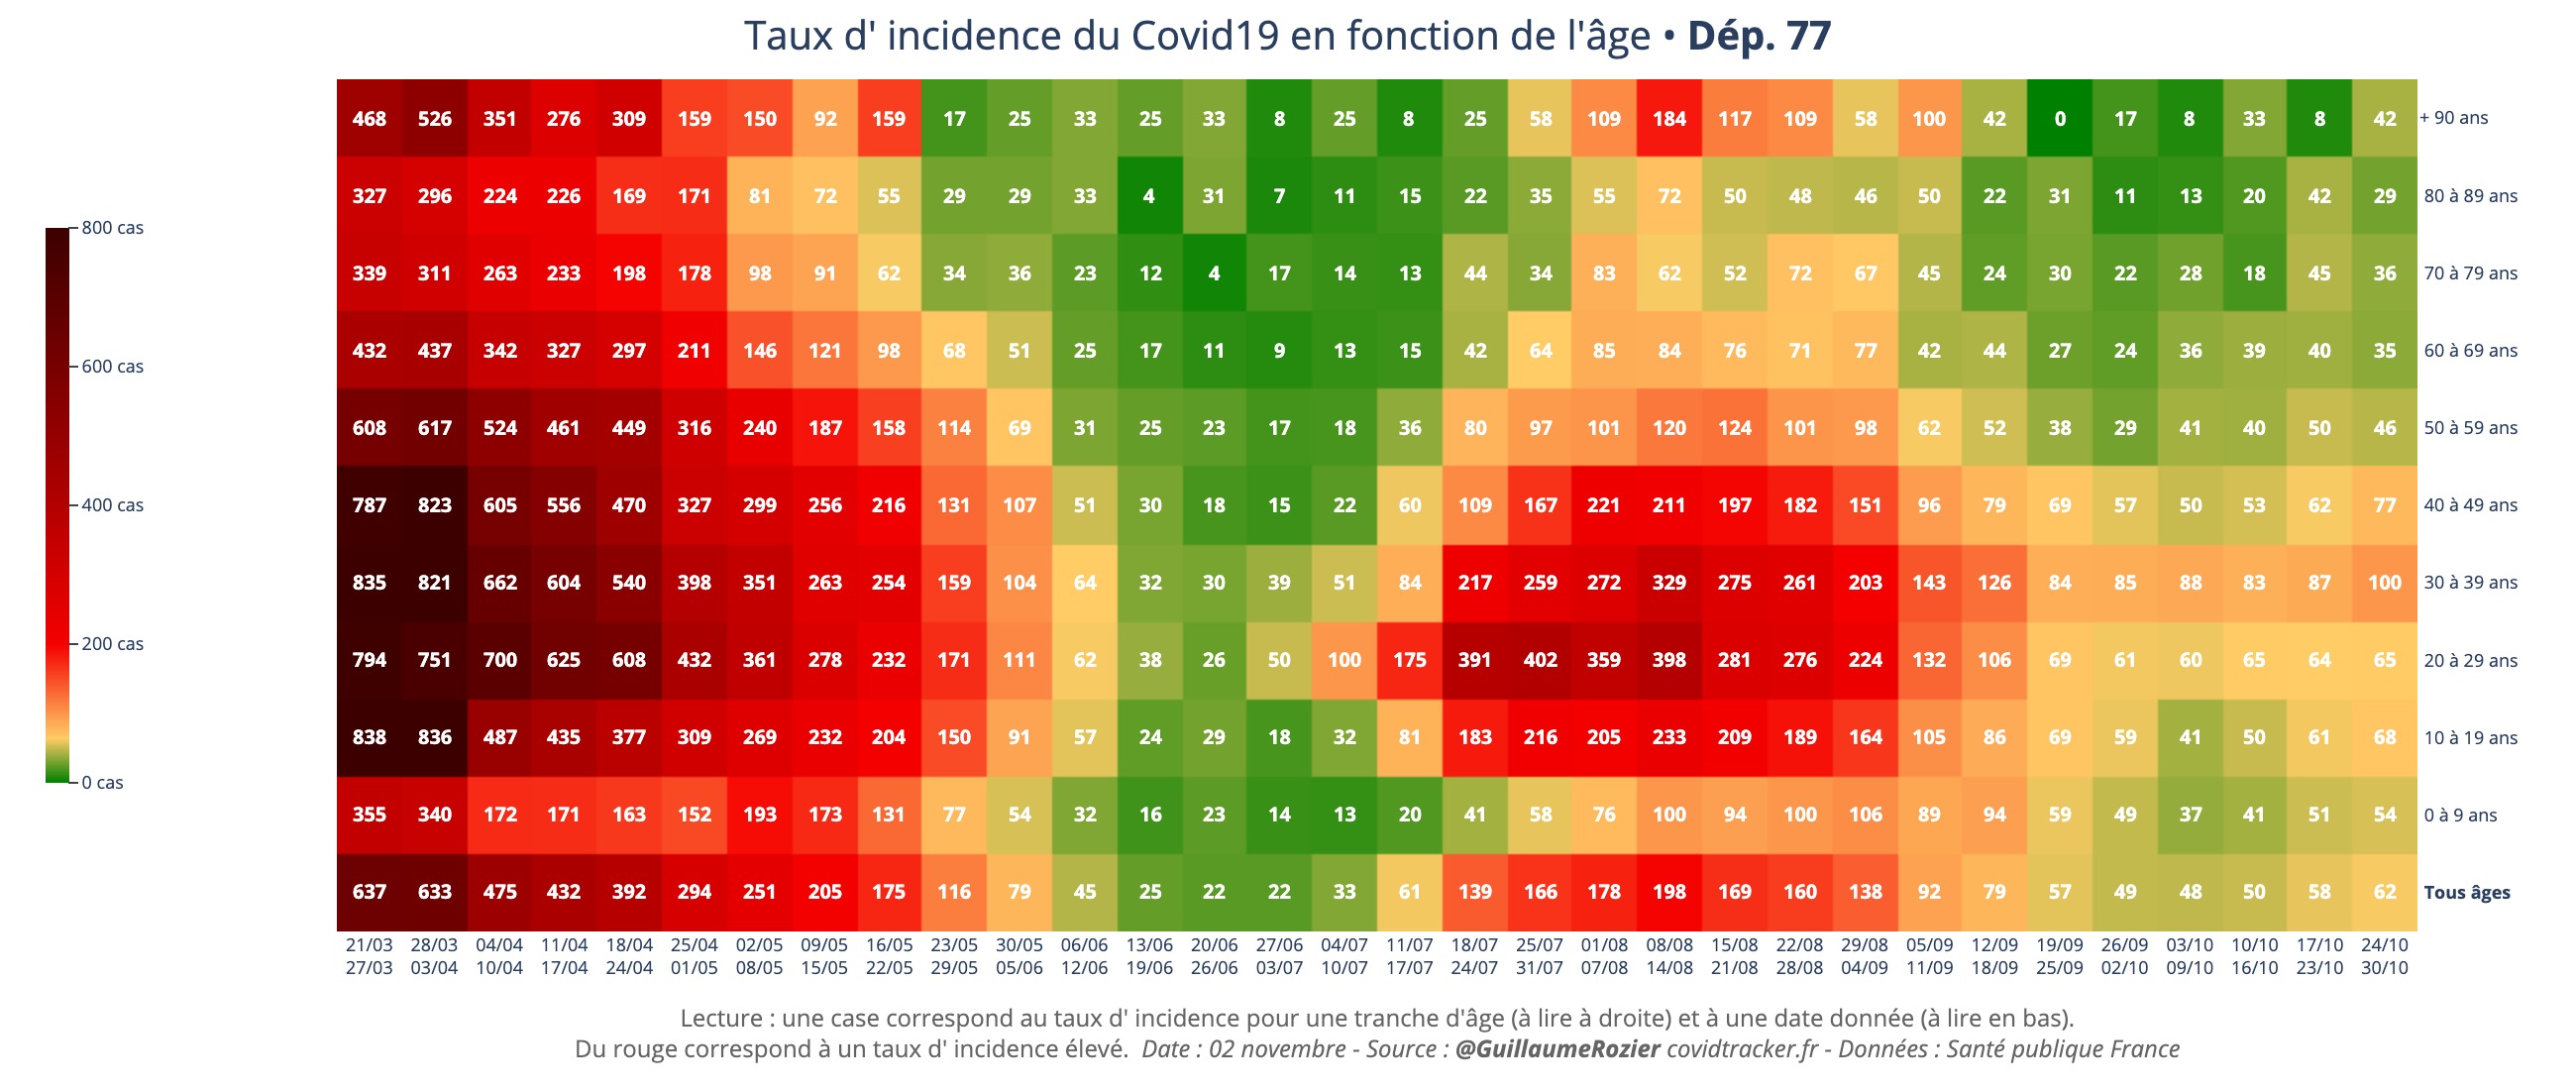 Taux d' incidence du Covid19 en fonction de l'âge • Dép. 77
800 cas
600 cas
400 cas
200 cas
0 cas
468 526 351 276 309 159 150 92 159 17 25 33 25 33 8 25 8 25 58 109 184 117 109 58 100 42 0 17 8 33 8 42 + 90 ans
327 296 224 226 169 171 81 72 55 29 29 33 4 31 7 11 15 22 35 55 72 50 48 46 50 22 31 11 13 20 42 29 80 à 89 ans
339 311 263 233 198 178 98 91 62 34 36 23 12 4 17 14 13 44 34 83 62 52 72 67 45 24 30 22 28 18 45 36 70 à 79 ans
432 437 342 327 297 211 146 121 98 68 51 25 17 11 9 13 15 42 64 85 84 76 71 77 42 44 27 24 36 39 40 35 60 à 69 ans
608 617 524 461 449 316 240 187 158 114 69 31 25 23 17 18 36 80 97 101 120 124 101 98 62 52 38 29 41 40 50 46 50 à 59 ans
787 823 605 556 470 327 299 256 216 131 107 51 30 18 15 22 60 109 167 221 211 197 182 151 96 79 69 57 50 53 62 77 40 à 49 ans
835 821 662 604 540 398 351 263 254 159 104 64 32 30 39 51 84 217 259 272 329 275 261 203 143 126 84 85 88 83 87 100 30 à 39 ans
794 751 700 625 608 432 361 278 232 171 111 62 38 26 50 100 175 391 402 359 398 281 276 224 132 106 69 61 60 65 64 65 20 à 29 ans
838 836 487 435 377 309 269 232 204 150 91 57 24 29 18 32 81 183 216 205 233 209 189 164 105 86 69 59 41 50 61 68 10 à 19 ans
355 340 172 171 163 152 193 173 131 77 54 32 16 23 14 13 20 41 58 76 100 94 100 106 89 94 59 49 37 41 51 54 0 à 9 ans
637 633 475 432 392 294 251 205 175 116 79 45 25 22 22 33 61 139 166 178 198 169 160 138 92 79 57 49 48 50 58 62 Tous âges
21/03 28/03 04/04 11/04 18/04 25/04 02/05 09/05 16/05 23/05 30/05 06/06 13/06 20/06 27/06 04/07 11/07 18/07 25/07 01/08 08/08 15/08 22/08 29/08 05/09 12/09 19/09 26/09 03/10 10/10 17/10 24/10
27/03 03/04 10/04 17/04 24/04 01/05 08/05 15/05 22/05 29/05 05/06 12/06 19/06 26/06 03/07 10/07 17/07 24/07 31/07 07/08 14/08 21/08 28/08 04/09 11/09 18/09 25/09 02/10 09/10 16/10 23/10 30/10
Lecture : une case correspond au taux d' incidence pour une tranche d'âge (à lire à droite) et à une date donnée (à lire en bas).
Du rouge correspond à un taux d' incidence élevé. Date : 02 novembre - Source : @GuillaumeRozier covidtracker.fr - Données : Santé publique France